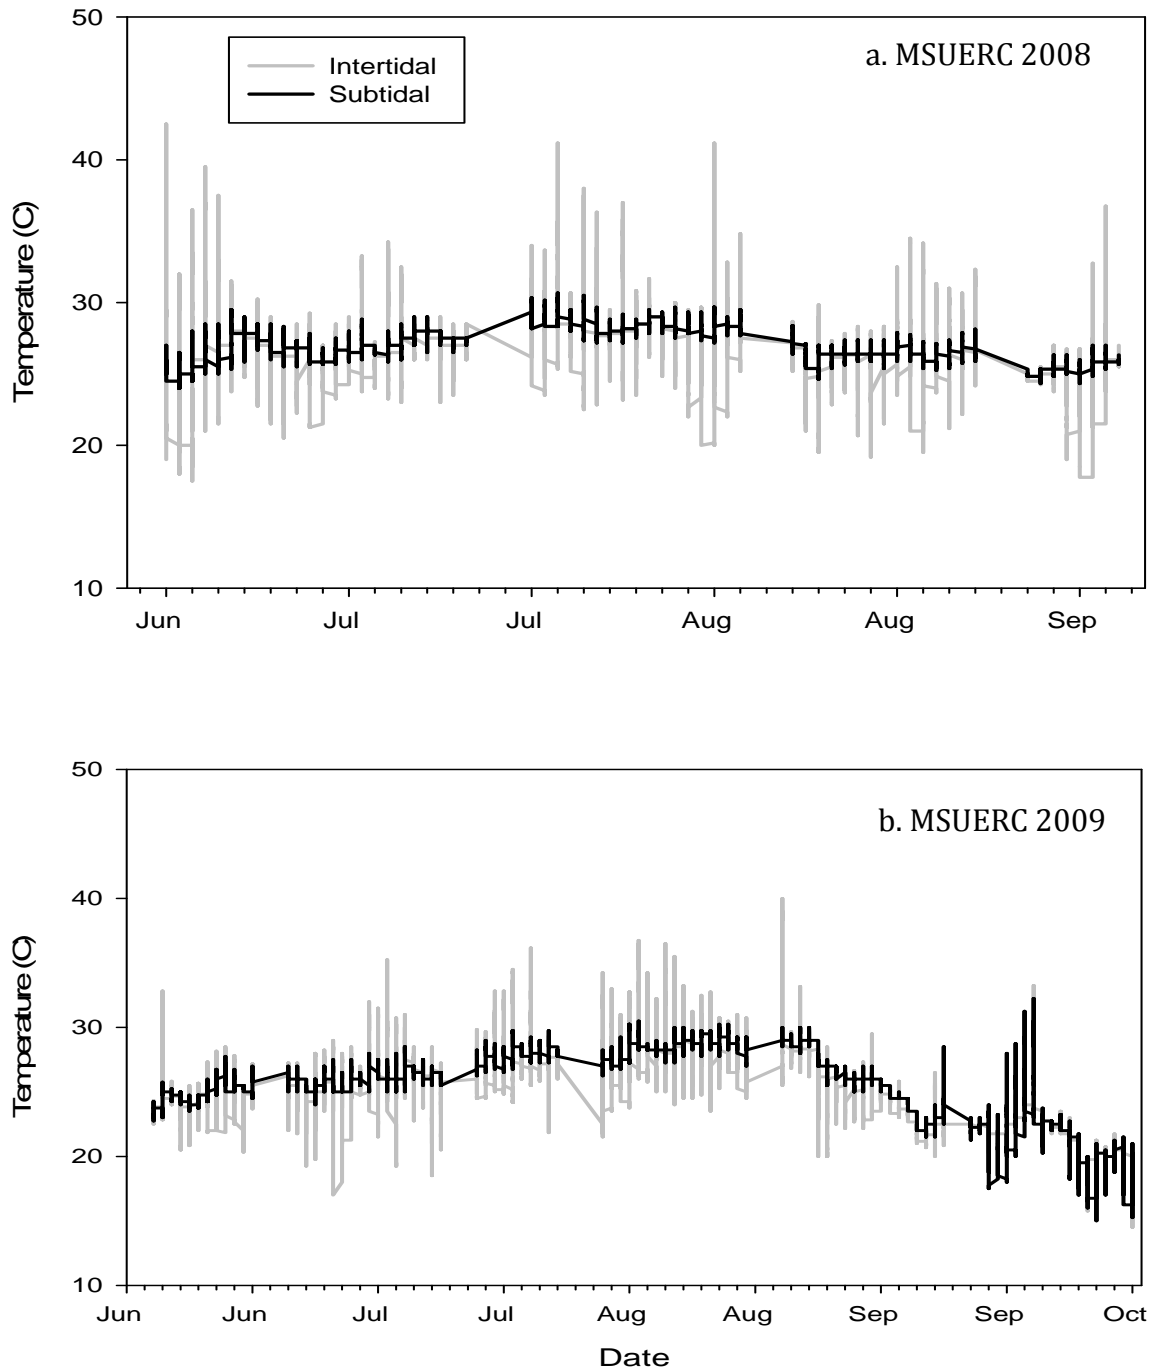 50
a. MSUERC 2008
Intertidal
Subtidal
40
Temperature (C)
30
20
10
Jun Jul Jul Aug Aug Sep
50
b. MSUERC 2009
40
Temperature (C)
30
20
10
Jun Jun Jul Jul Aug Aug Sep Sep Oct
Date